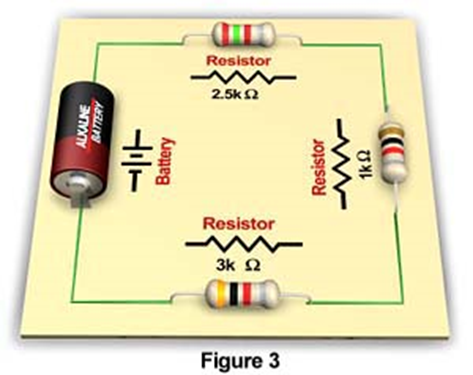 Resistor
2.5k Ω
ALKALINE
BATTERY
Battery
Resistor
1k Ω
Resistor
3k Ω
Figure 3